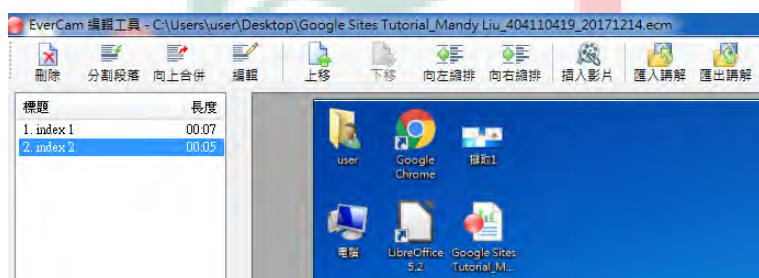 EverCam 編輯工具 - C:\Users\user\Desktop\Google Sites Tutorial_Mandy Liu_404110419_20171214.ecm
刪除 分割段落 向上合併 編輯 上移 下移 向左縮排 向右縮排 插入影片 匯入講解 匯出講解
標題 長度
1. index 1 00:07
2. index 2 00:05
user Google Chrome 擷取1
電腦 LibreOffice 5.2 Google Sites Tutorial_M...